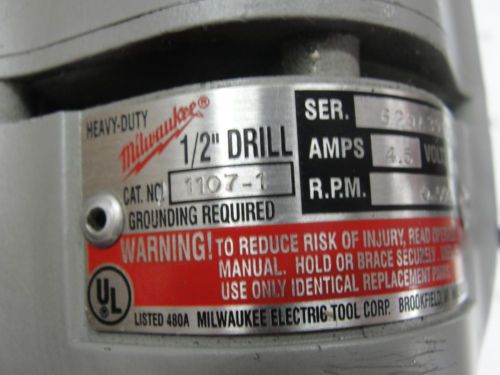 HEAVY-DUTY
Milwaukee®
1/2" DRILL
CAT. NO. 1107-1
GROUNDING REQUIRED
SER.
AMPS 4.5 VOLT
R.P.M.
WARNING! TO REDUCE RISK OF INJURY, READ
MANUAL. HOLD OR BRACE SECURELY.
USE ONLY IDENTICAL REPLACEMENT
UL
LISTED 480A MILWAUKEE ELECTRIC TOOL CORP. BROOKFIELD,